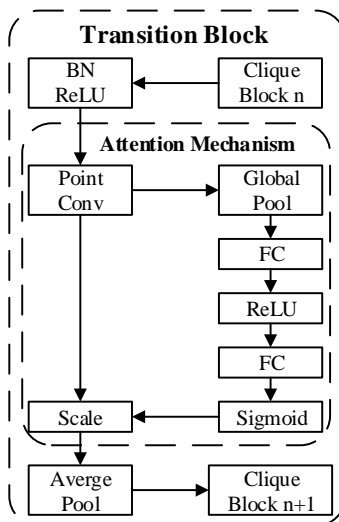 Transition Block
BN
ReLU
Clique
Block n
Attention Mechanism
Point
Conv
Global
Pool
FC
ReLU
FC
Scale
Sigmoid
Averge
Pool
Clique
Block n+1